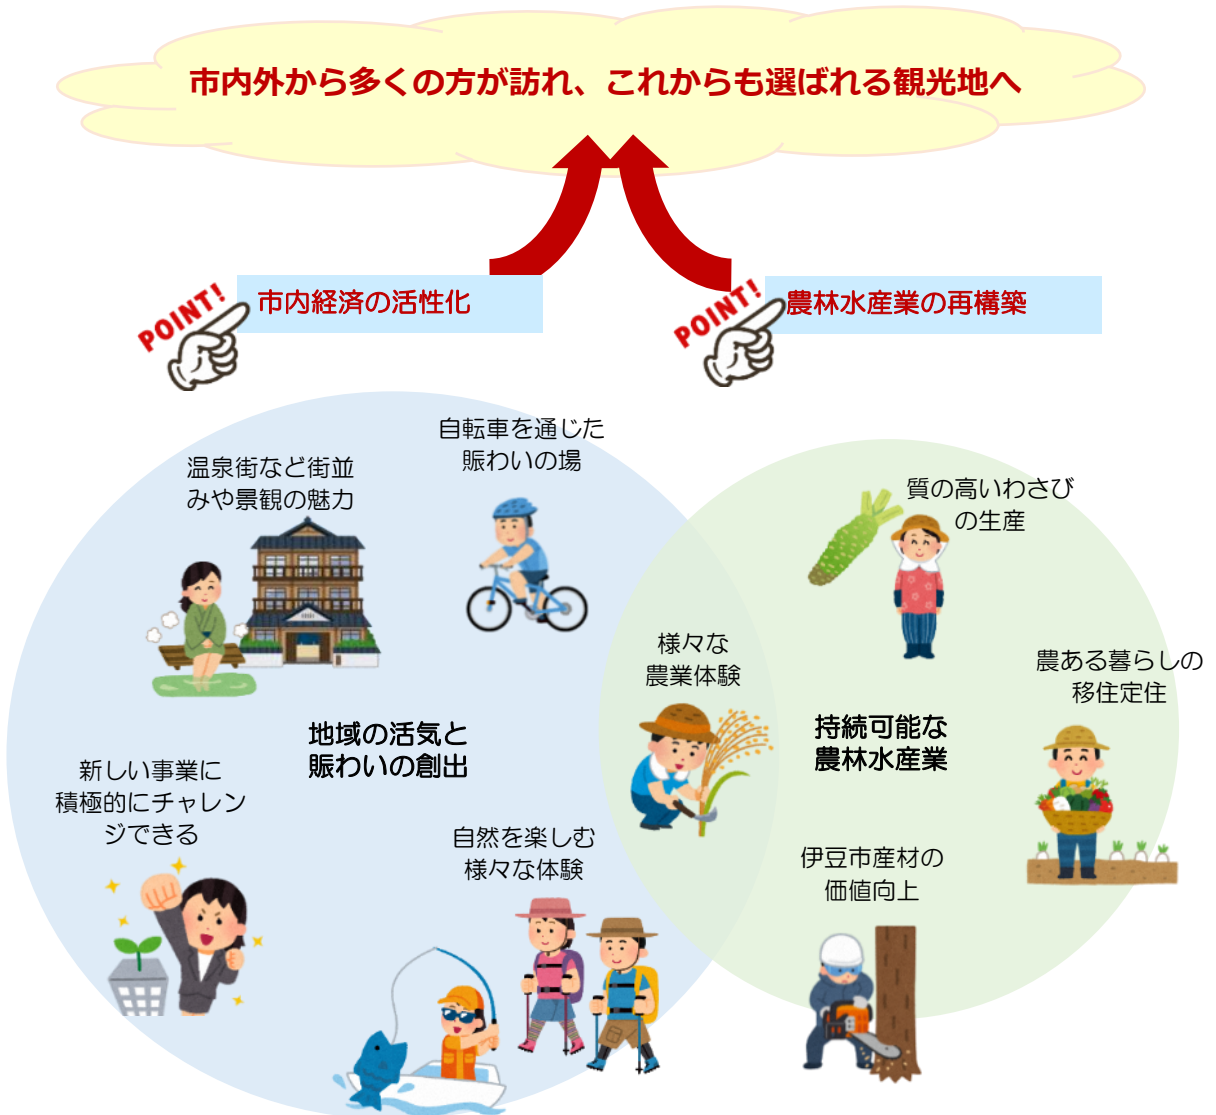 市内外から多くの方が訪れ、これからも選ばれる観光地へ
POINT!
市内経済の活性化
POINT!
農林水産業の再構築
自転車を通じた
賑わいの場
温泉街など街並
みや景観の魅力
質の高いわさび
の生産
様々な
農業体験
農ある暮らしの
移住定住
地域の活気と
賑わいの創出
持続可能な
農林水産業
新しい事業に
積極的にチャレン
ジできる
自然を楽しむ
様々な体験
伊豆市産材の
価値向上